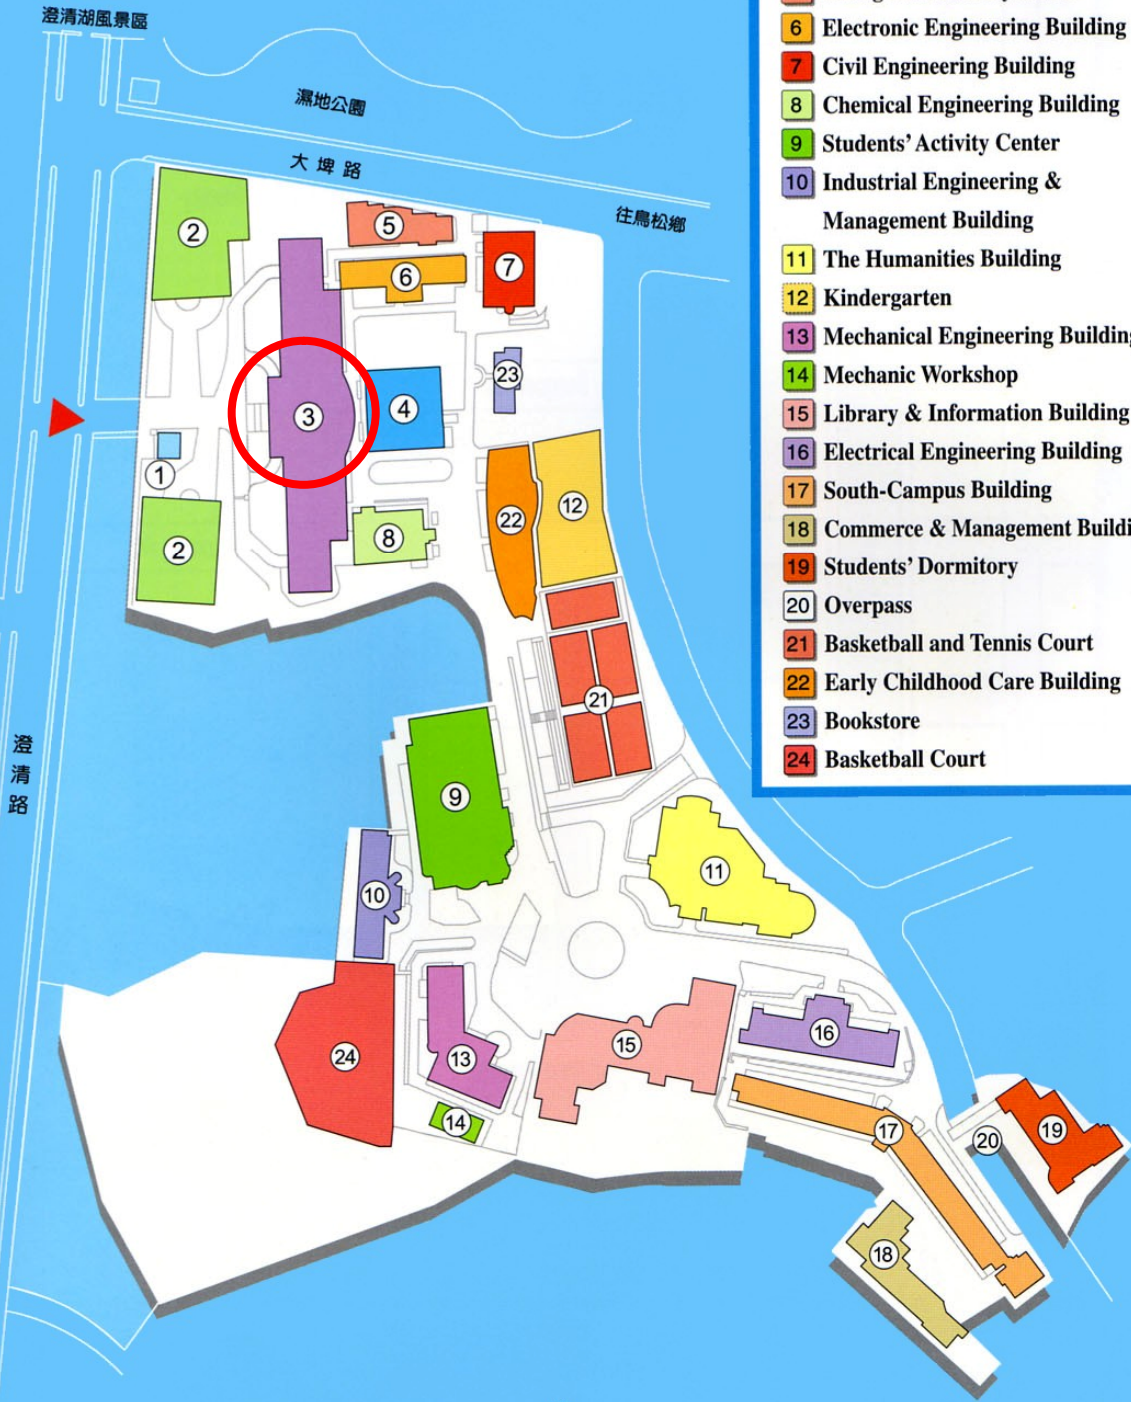 澄清湖風景區
濕地公園
大埤路
往鳥松鄉
澄清路
2
5
6
7
3
4
23
1
22
12
8
2
21
9
11
10
16
15
24
13
14
17
20
19
18
6 Electronic Engineering Building
7 Civil Engineering Building
8 Chemical Engineering Building
9 Students' Activity Center
10 Industrial Engineering &
Management Building
11 The Humanities Building
12 Kindergarten
13 Mechanical Engineering Building
14 Mechanic Workshop
15 Library & Information Building
16 Electrical Engineering Building
17 South-Campus Building
18 Commerce & Management Buildi
19 Students' Dormitory
20 Overpass
21 Basketball and Tennis Court
22 Early Childhood Care Building
23 Bookstore
24 Basketball Court